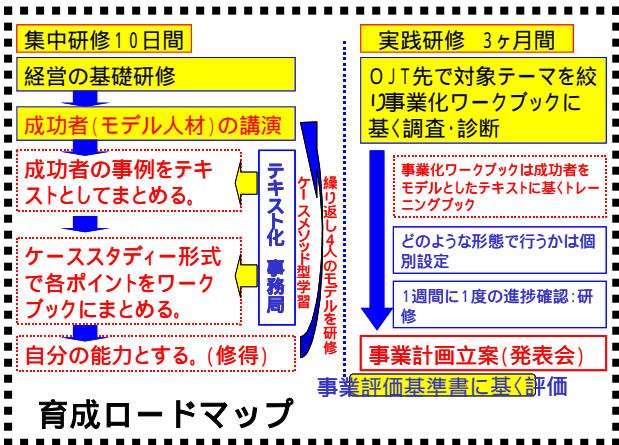 集中研修10日間
経営の基礎研修
成功者(モデル人材)の講演
成功者の事例をテキ
ストとしてまとめる。
ケーススタディー形式
で各ポイントをワーク
ブックにまとめる。
自分の能力とする。(修得)
テキスト化 事務局
ケースメソッド型学習
繰り返し4人のモデルを研修
実践研修 3ヶ月間
OJT先で対象テーマを絞
り事業化ワークブックに
基く調査・診断
事業化ワークブックは成功者を
モデルとしたテキストに基くトレー
ニングブック
どのような形態で行うかは個
別設定
1週間に1度の進捗確認:研
修
事業計画立案(発表会)
事業評価基準書に基く評価
育成ロードマップ